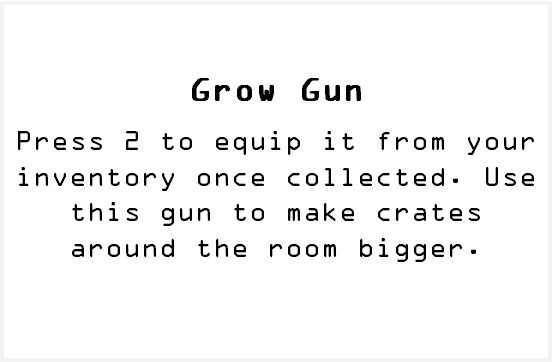 Grow Gun
Press 2 to equip it from your
inventory once collected. Use
this gun to make crates
around the room bigger.